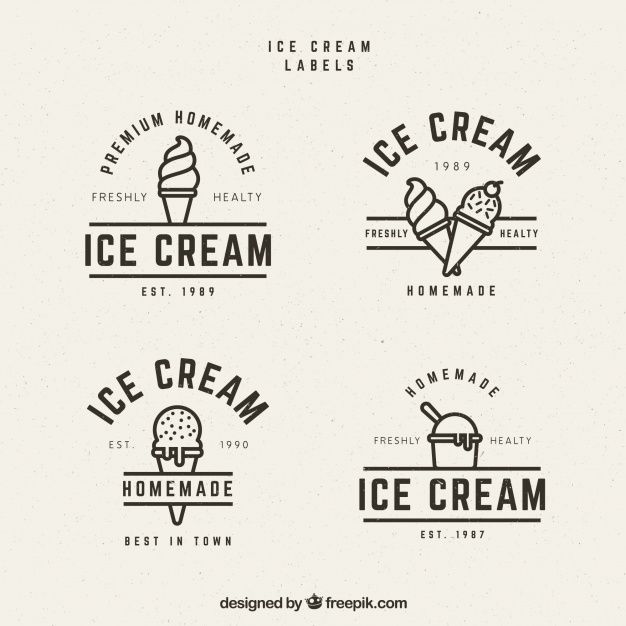 ICE CREAM
LABELS
PREMIUM HOMEMADE
FRESHLY HEALTY
ICE CREAM
EST. 1989
ICE CREAM
1989
FRESHLY HEALTY
HOMEMADE
ICE CREAM
EST. 1990
HOMEMADE
BEST IN TOWN
HOMEMADE
FRESHLY HEALTY
ICE CREAM
EST. 1987
designed by freepik.com